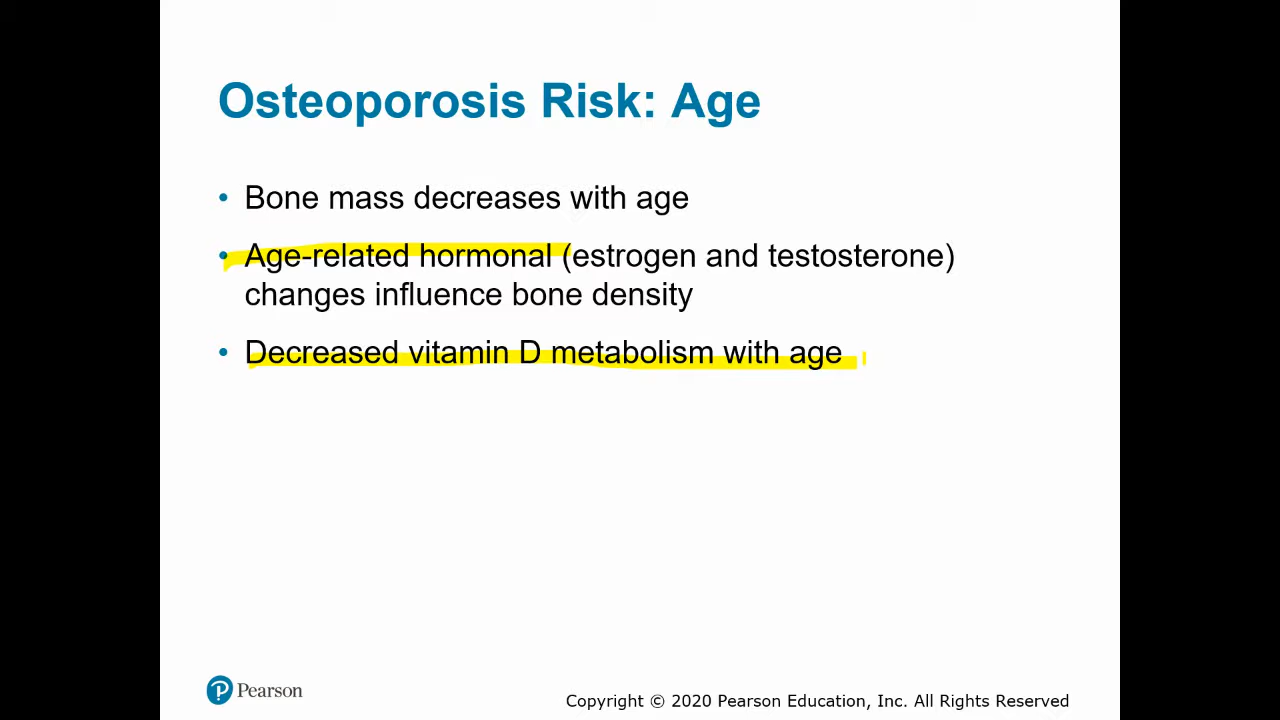 Osteoporosis Risk: Age
• Bone mass decreases with age
• Age-related hormonal (estrogen and testosterone)
changes influence bone density
• Decreased vitamin D metabolism with age
P Pearson
Copyright © 2020 Pearson Education, Inc. All Rights Reserved